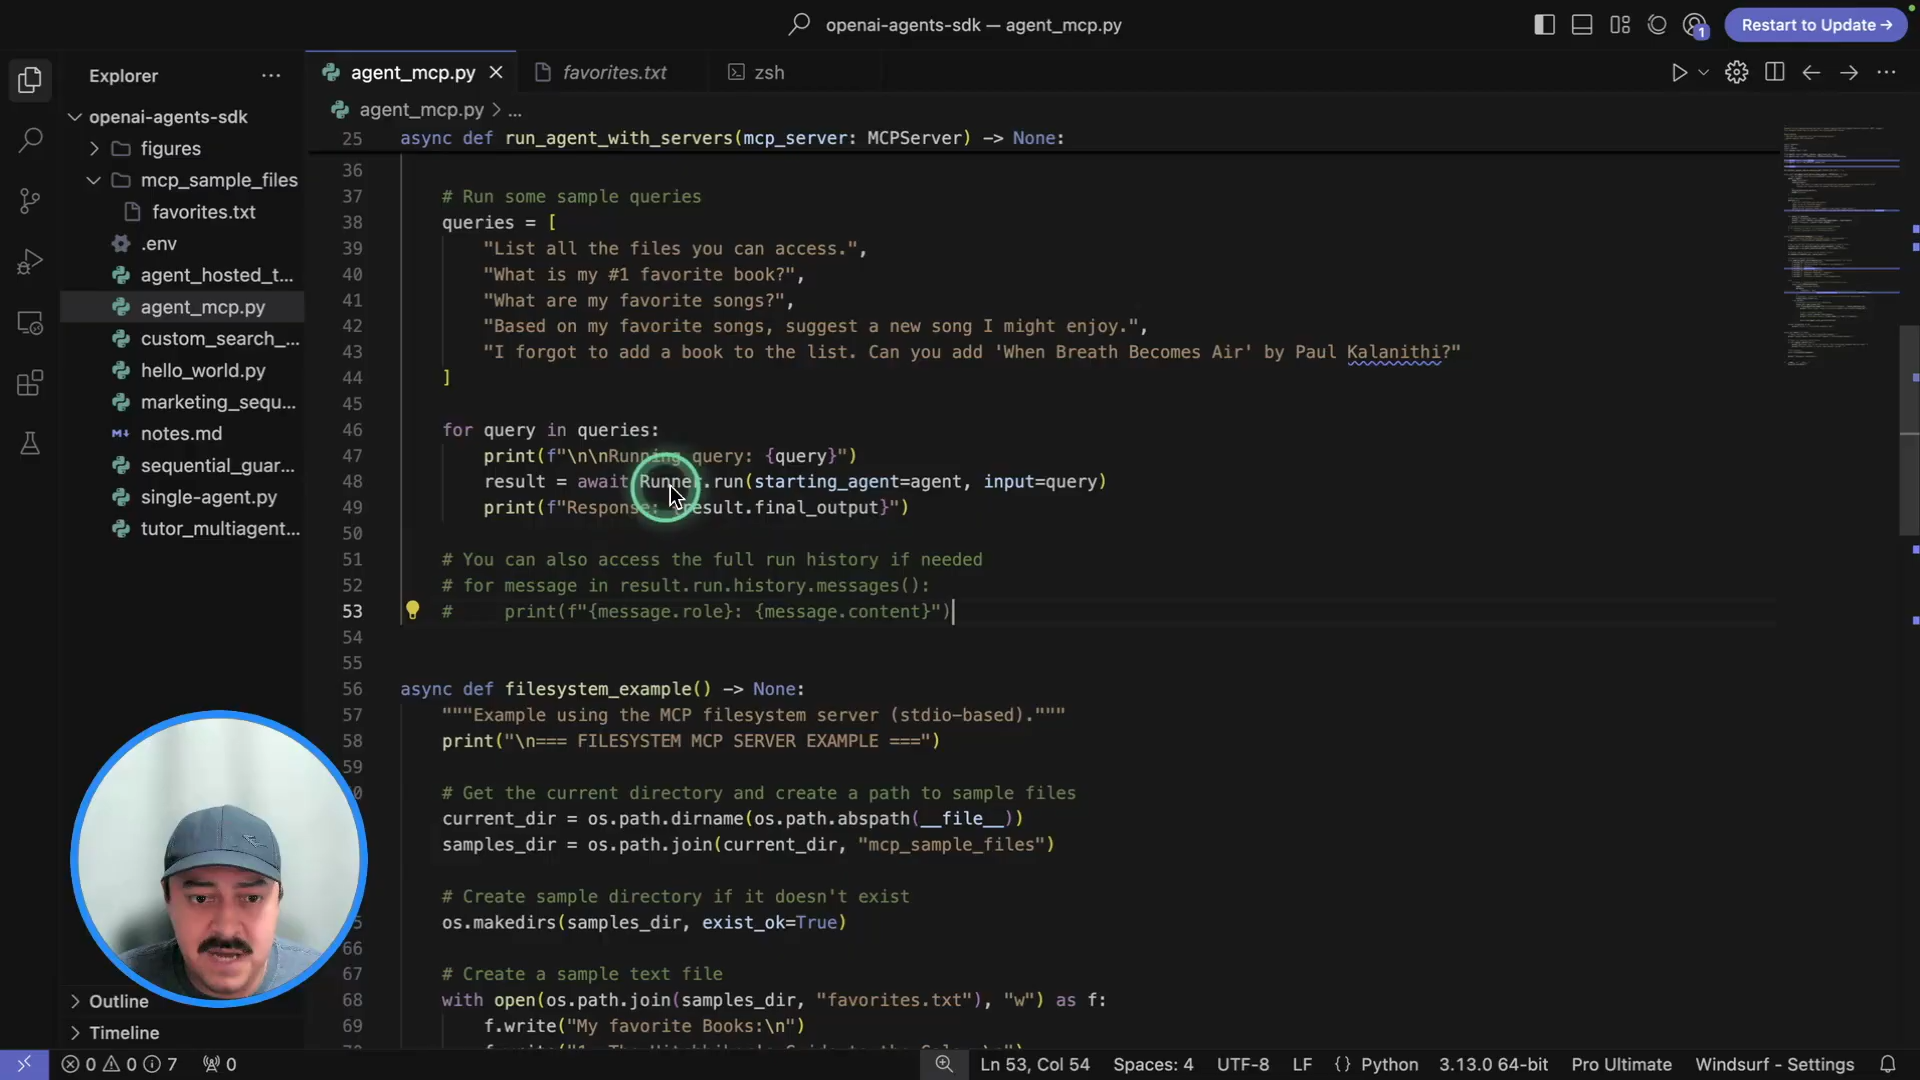 openai-agents-sdk — agent_mcp.py
1
Restart to Update →
Explorer
agent_mcp.py
favorites.txt
zsh
openai-agents-sdk
figures
mcp_sample_files
favorites.txt
.env
agent_hosted_t...
agent_mcp.py
custom_search_...
hello_world.py
marketing_sequ...
notes.md
sequential_guar...
single-agent.py
tutor_multiagent...
Outline
Timeline
agent_mcp.py > ...
25 async def run_agent_with_servers(mcp_server: MCPServer) -> None:
36
37 # Run some sample queries
38 queries = [
39 "List all the files you can access.",
40 "What is my #1 favorite book?",
41 "What are my favorite songs?",
42 "Based on my favorite songs, suggest a new song I might enjoy.",
43 "I forgot to add a book to the list. Can you add 'When Breath Becomes Air' by Paul Kalanithi?"
44 ]
45
46 for query in queries:
47 print(f"\n\nRunning query: {query}")
48 result = await Runner.run(starting_agent=agent, input=query)
49 print(f"Response: {result.final_output}")
50
51 # You can also access the full run history if needed
52 # for message in result.run.history.messages():
53 # print(f"{message.role}: {message.content}")
54
55
56 async def filesystem_example() -> None:
57 """Example using the MCP filesystem server (stdio-based)."""
58 print("\n=== FILESYSTEM MCP SERVER EXAMPLE ===")
59
0 # Get the current directory and create a path to sample files
current_dir = os.path.dirname(os.path.abspath(__file__))
samples_dir = os.path.join(current_dir, "mcp_sample_files")
# Create sample directory if it doesn't exist
5 os.makedirs(samples_dir, exist_ok=True)
66
67 # Create a sample text file
68 with open(os.path.join(samples_dir, "favorites.txt"), "w") as f:
69 f.write("My favorite Books:\n")
0 0 7 0
Ln 53, Col 54 Spaces: 4 UTF-8 LF {} Python 3.13.0 64-bit Pro Ultimate Windsurf - Settings